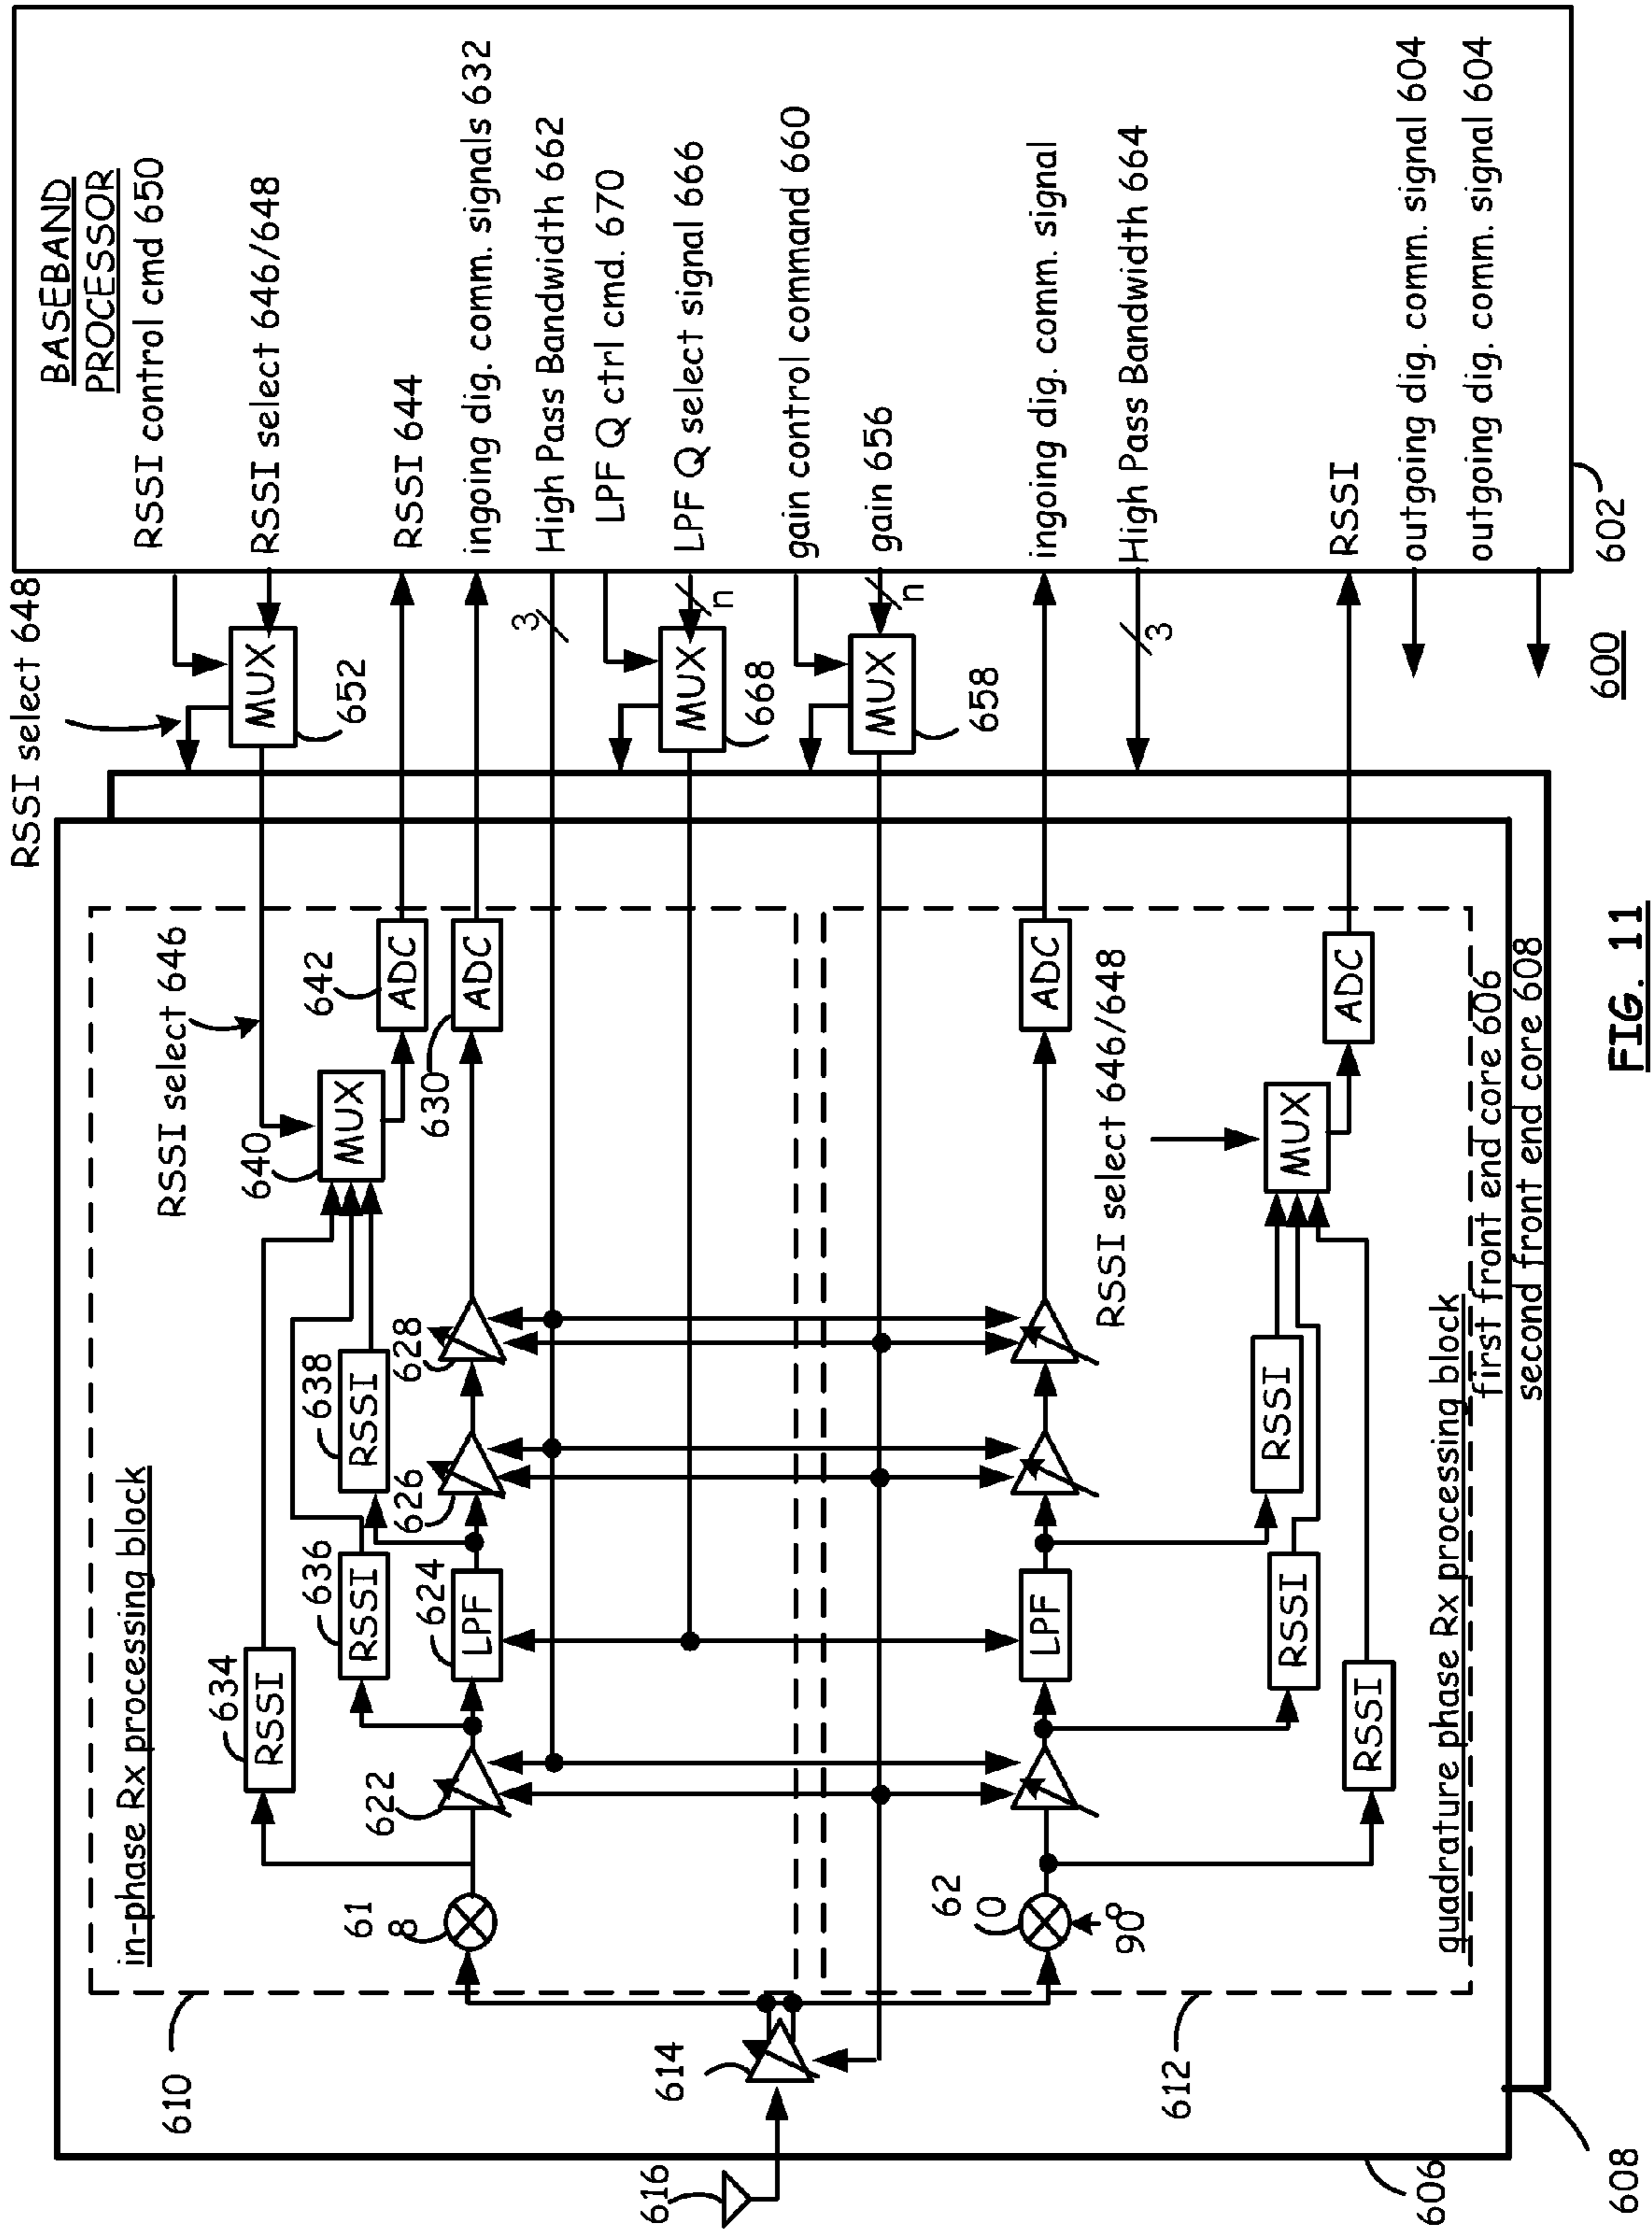 BASEBAND
PROCESSOR
RSSI control cmd 650
RSSI select 646/648
RSSI 644
ingoing dig. comm. signals 632
High Pass Bandwidth 662
LPF Q ctrl cmd. 670
LPF Q select signal 666
gain control command 660
gain 656
ingoing dig. comm. signal
High Pass Bandwidth 664
RSSI
outgoing dig. comm. signal 604
outgoing dig. comm. signal 604
602
RSSI select 648
MUX
652
3
n
MUX
668
n
MUX
658
3
600
RSSI select 646
642
ADC
630
ADC
640
MUX
ADC
RSSI select 646/648
MUX
ADC
in-phase Rx processing block
634
RSSI
636
RSSI
638
RSSI
622
624
LPF
626
628
61
8
62
0
90°
LPF
RSSI
RSSI
RSSI
quadrature phase Rx processing block
first front end core 606
second front end core 608
610
614
612
616
606
608
FIG. 11